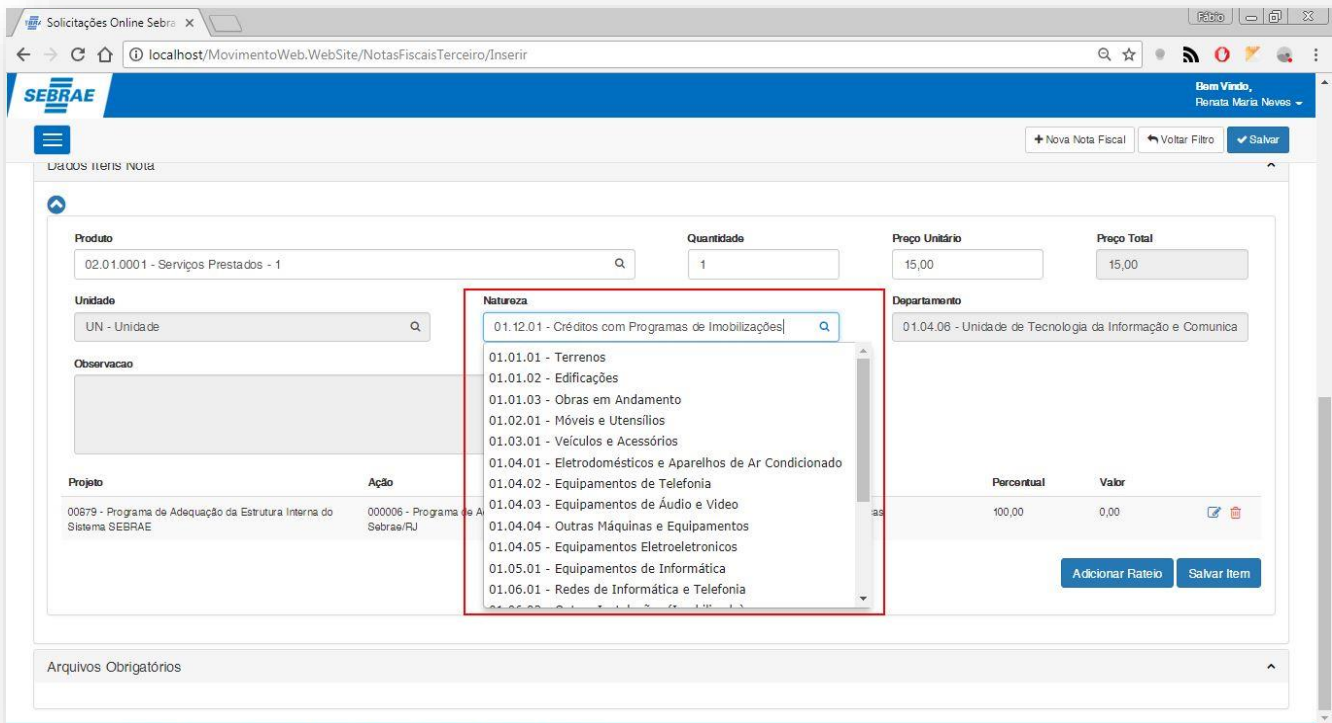 Solicitações Online Sebra
Fábio
localhost/MovimentoWeb.WebSite/NotasFiscaisTerceiro/Inserir
SEBRAE
Bem Vindo,
Renata Maria Neves
Nova Nota Fiscal
Voltar Filtro
Salvar
Dados Itens Nota
Produto
Quantidade
Preço Unitário
Preço Total
02.01.0001 - Serviços Prestados - 1
1
15,00
15,00
Unidade
Natureza
Departamento
UN - Unidade
01.12.01 - Créditos com Programas de Imobilizações
01.04.06 - Unidade de Tecnologia da Informação e Comunica
Observacao
01.01.01 - Terrenos
01.01.02 - Edificações
01.01.03 - Obras em Andamento
01.02.01 - Móveis e Utensílios
01.03.01 - Veículos e Acessórios
01.04.01 - Eletrodomésticos e Aparelhos de Ar Condicionado
01.04.02 - Equipamentos de Telefonia
01.04.03 - Equipamentos de Áudio e Video
01.04.04 - Outras Máquinas e Equipamentos
01.04.05 - Equipamentos Eletroeletronicos
01.05.01 - Equipamentos de Informática
01.06.01 - Redes de Informática e Telefonia
Projeto
Ação
Percentual
Valor
00879 - Programa de Adequação da Estrutura Interna do
Sistema SEBRAE
000006 - Programa de A
Sebrae/RJ
as
100,00
0,00
Adicionar Rateio
Salvar Item
Arquivos Obrigatórios